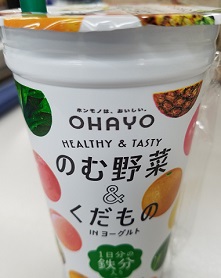 ホンモノは、おいしい。
OHAYO
HEALTHY & TASTY
のむ野菜
&
くだもの
INヨーグルト
1日分の
鉄分